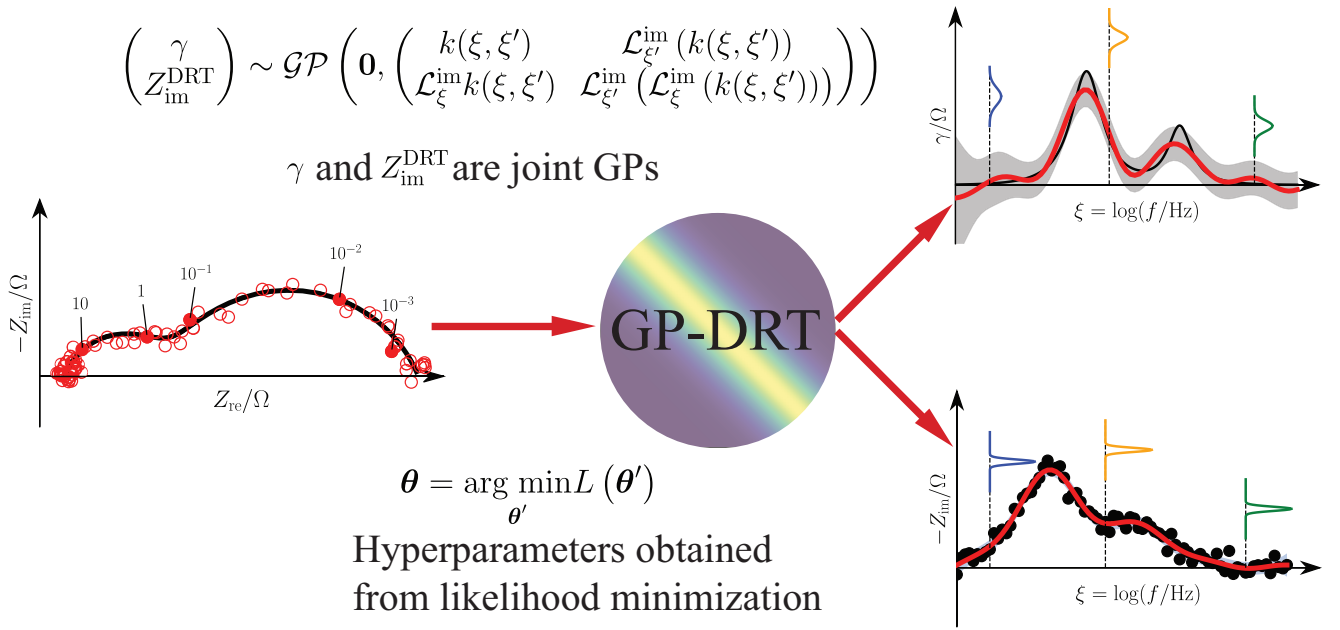 (γ Z_im^DRT) ∼ 𝒢𝒫 (𝟎, (k(ξ, ξ′) ℒ_ξ′^im (k(ξ, ξ′))
ℒ_ξ^im k(ξ, ξ′) ℒ_ξ′^im (ℒ_ξ^im (k(ξ, ξ′)))))
γ and Z_im^DRT are joint GPs
−Z_im/Ω
10
1
10⁻¹
10⁻²
10⁻³
Z_re/Ω
GP-DRT
γ/Ω
ξ = log(f/Hz)
−Z_im/Ω
ξ = log(f/Hz)
θ = arg min L (θ′)
θ′
Hyperparameters obtained
from likelihood minimization